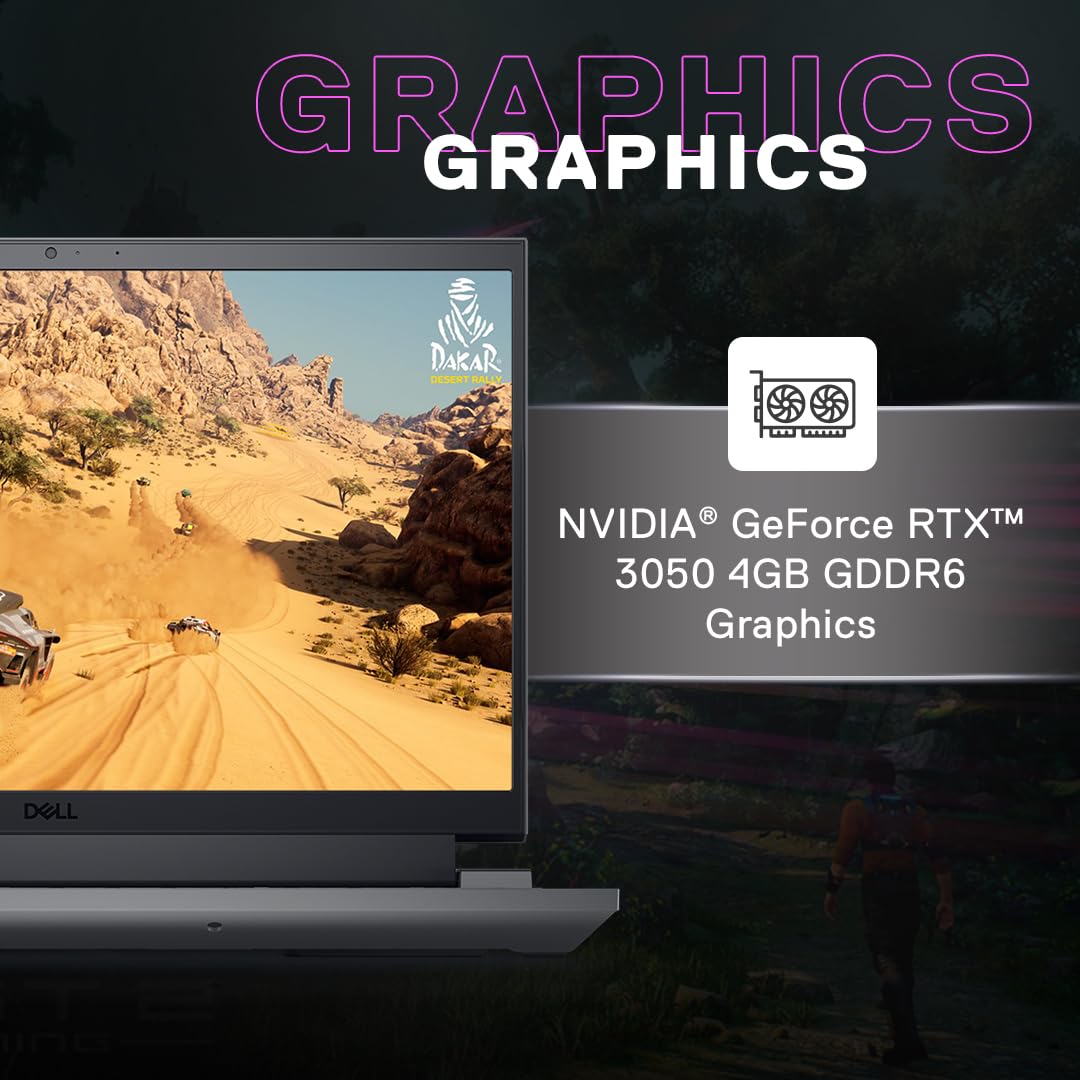 GRAPHICS
GRAPHICS
DAKAR
DESERT RALLY
NVIDIA® GeForce RTX™
3050 4GB GDDR6
Graphics
DELL